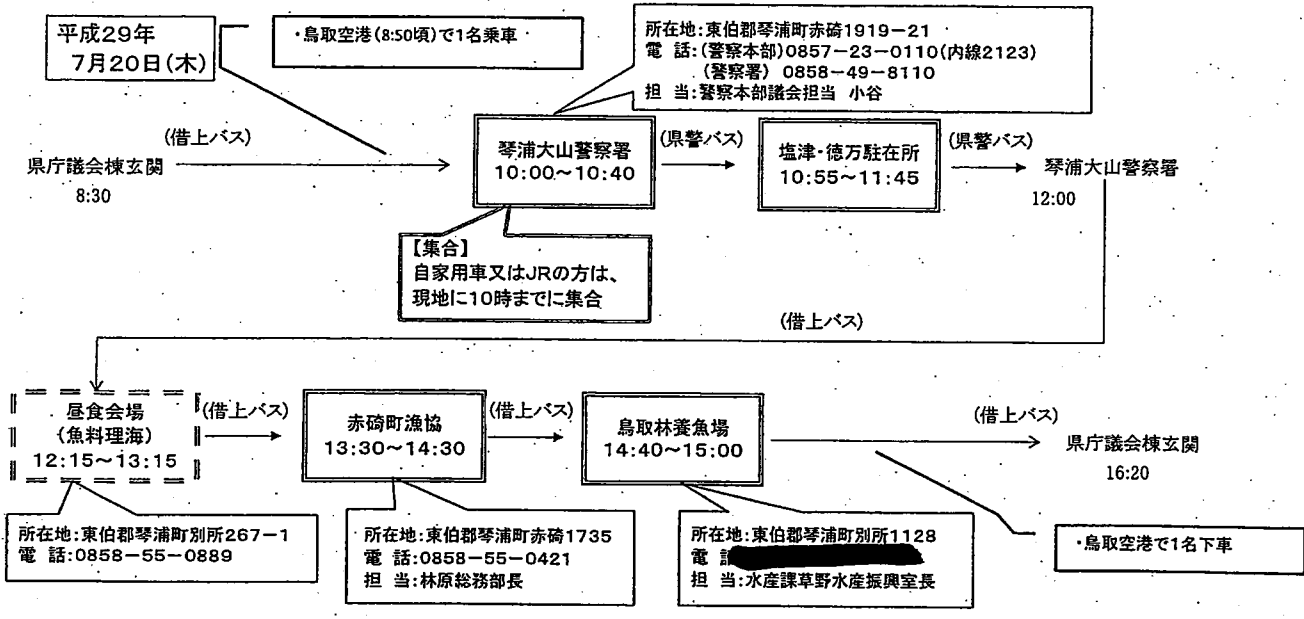 平成29年
7月20日(木)
・鳥取空港(8:50頃)で1名乗車
所在地:東伯郡琴浦町赤碕1919-21
電 話:(警察本部)0857-23-0110(内線2123)
(警察署) 0858-49-8110
担 当:警察本部議会担当 小谷
県庁議会棟玄関
8:30
(借上バス)
琴浦大山警察署
10:00~10:40
(県警バス)
塩津・徳万駐在所
10:55~11:45
(県警バス)
琴浦大山警察署
12:00
【集合】
自家用車又はJRの方は、
現地に10時までに集合
(借上バス)
昼食会場
(魚料理海)
12:15~13:15
(借上バス)
赤碕町漁協
13:30~14:30
(借上バス)
鳥取林養魚場
14:40~15:00
(借上バス)
県庁議会棟玄関
16:20
所在地:東伯郡琴浦町別所267-1
電 話:0858-55-0889
所在地:東伯郡琴浦町赤碕1735
電 話:0858-55-0421
担 当:林原総務部長
所在地:東伯郡琴浦町別所1128
電
担 当:水産課草野水産振興室長
・鳥取空港で1名下車